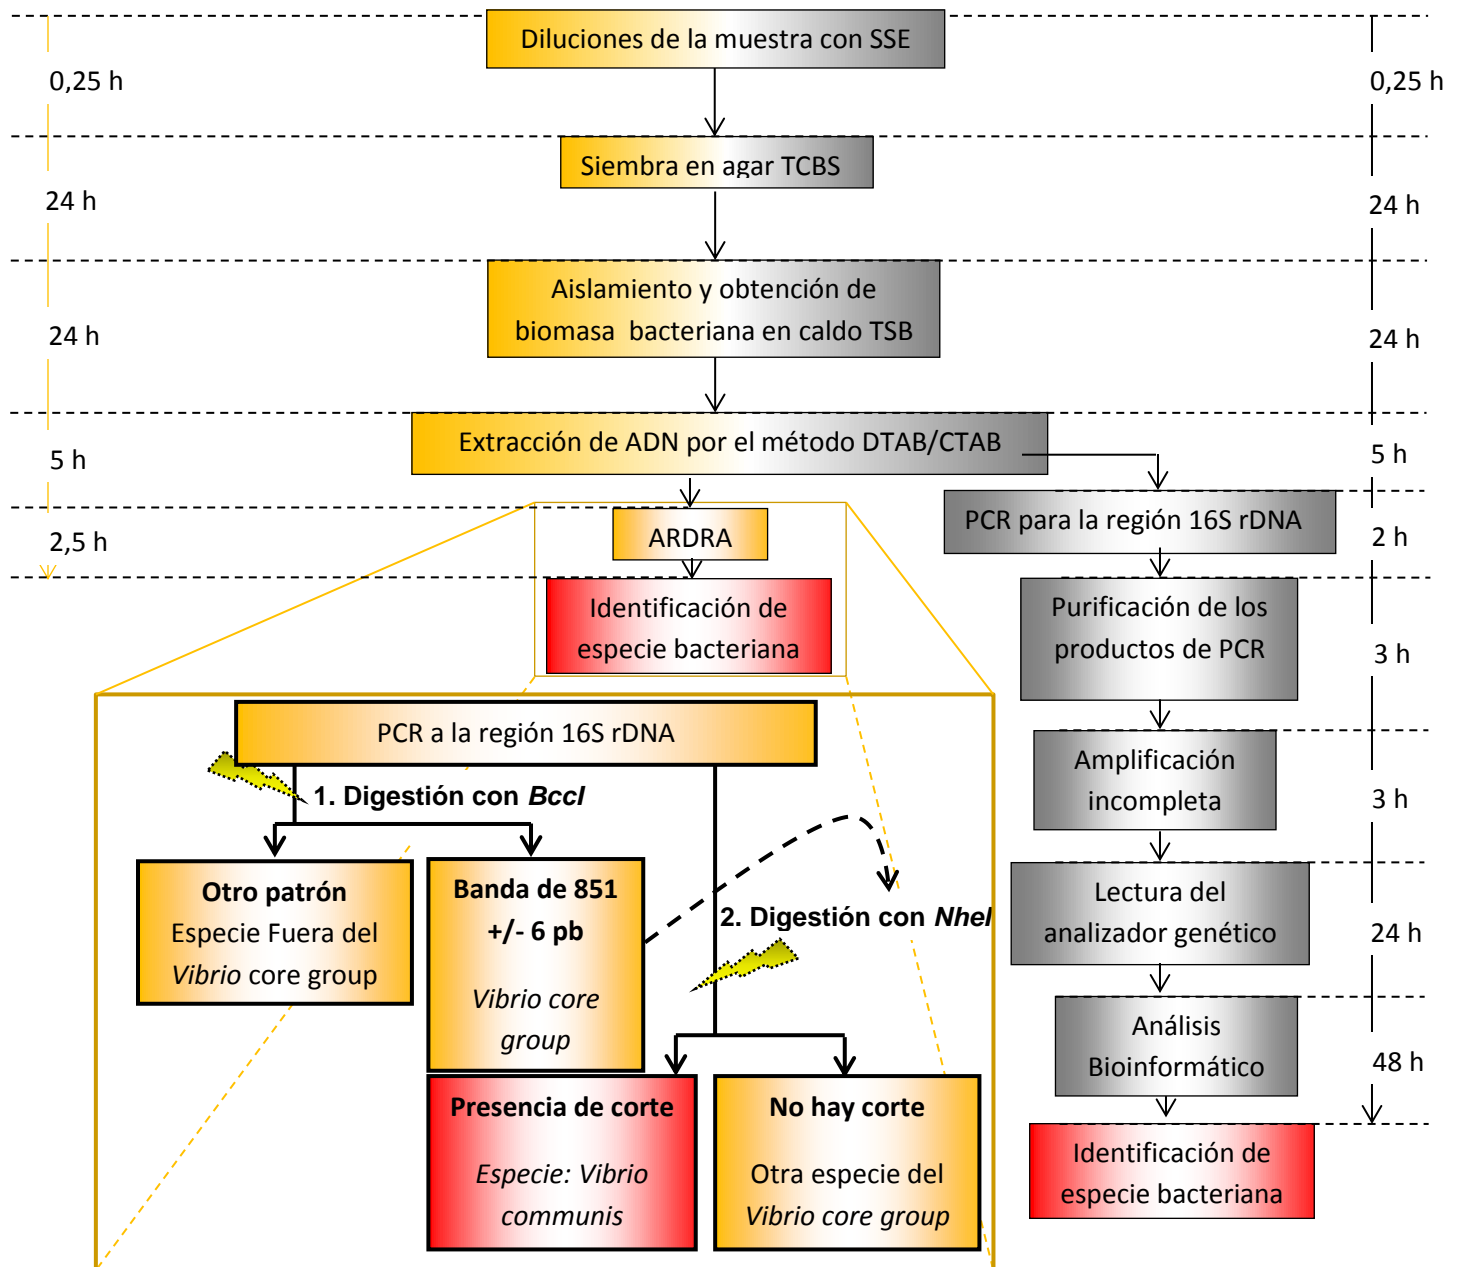 Diluciones de la muestra con SSE
0,25 h
0,25 h
Siembra en agar TCBS
24 h
24 h
Aislamiento y obtención de
biomasa bacteriana en caldo TSB
24 h
24 h
Extracción de ADN por el método DTAB/CTAB
5 h
5 h
ARDRA
2,5 h
Identificación de
especie bacteriana
PCR para la región 16S rDNA
2 h
Purificación de los
productos de PCR
3 h
Amplificación
incompleta
3 h
Lectura del
analizador genético
24 h
Análisis
Bioinformático
48 h
Identificación de
especie bacteriana
PCR a la región 16S rDNA
1. Digestión con BccI
Otro patrón
Especie Fuera del
Vibrio core group
Banda de 851
+/- 6 pb
Vibrio core
group
2. Digestión con NheI
Presencia de corte
Especie: Vibrio
communis
No hay corte
Otra especie del
Vibrio core group